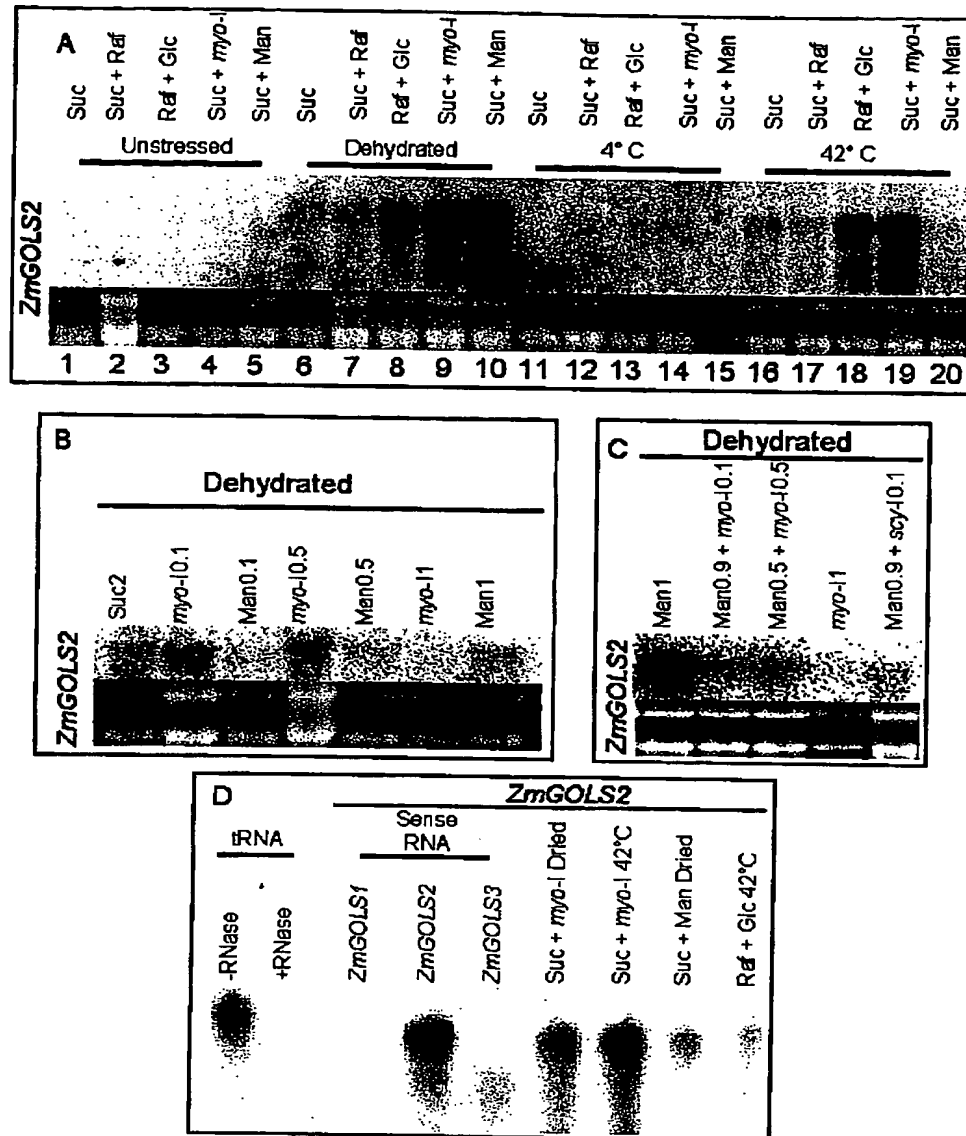 A
Suc
Suc + Raf
Raf + Glc
Suc + myo-I
Suc + Man
Suc
Suc + Raf
Raf + Glc
Suc + myo-I
Suc + Man
Suc
Suc + Raf
Raf + Glc
Suc + myo-I
Suc + Man
Suc
Suc + Raf
Raf + Glc
Suc + myo-I
Suc + Man
Unstressed
Dehydrated
4° C
42° C
ZmGOLS2
1 2 3 4 5 6 7 8 9 10 11 12 13 14 15 16 17 18 19 20
B
Dehydrated
Suc2
myo-I0.1
Man0.1
myo-I0.5
Man0.5
myo-I1
Man1
ZmGOLS2
C
Dehydrated
Man1
Man0.9 + myo-I0.1
Man0.5 + myo-I0.5
myo-I1
Man0.9 + scy-I0.1
ZmGOLS2
D
ZmGOLS2
tRNA
Sense
RNA
-RNase
+RNase
ZmGOLS1
ZmGOLS2
ZmGOLS3
Suc + myo-I Dried
Suc + myo-I 42°C
Suc + Man Dried
Raf + Glc 42°C